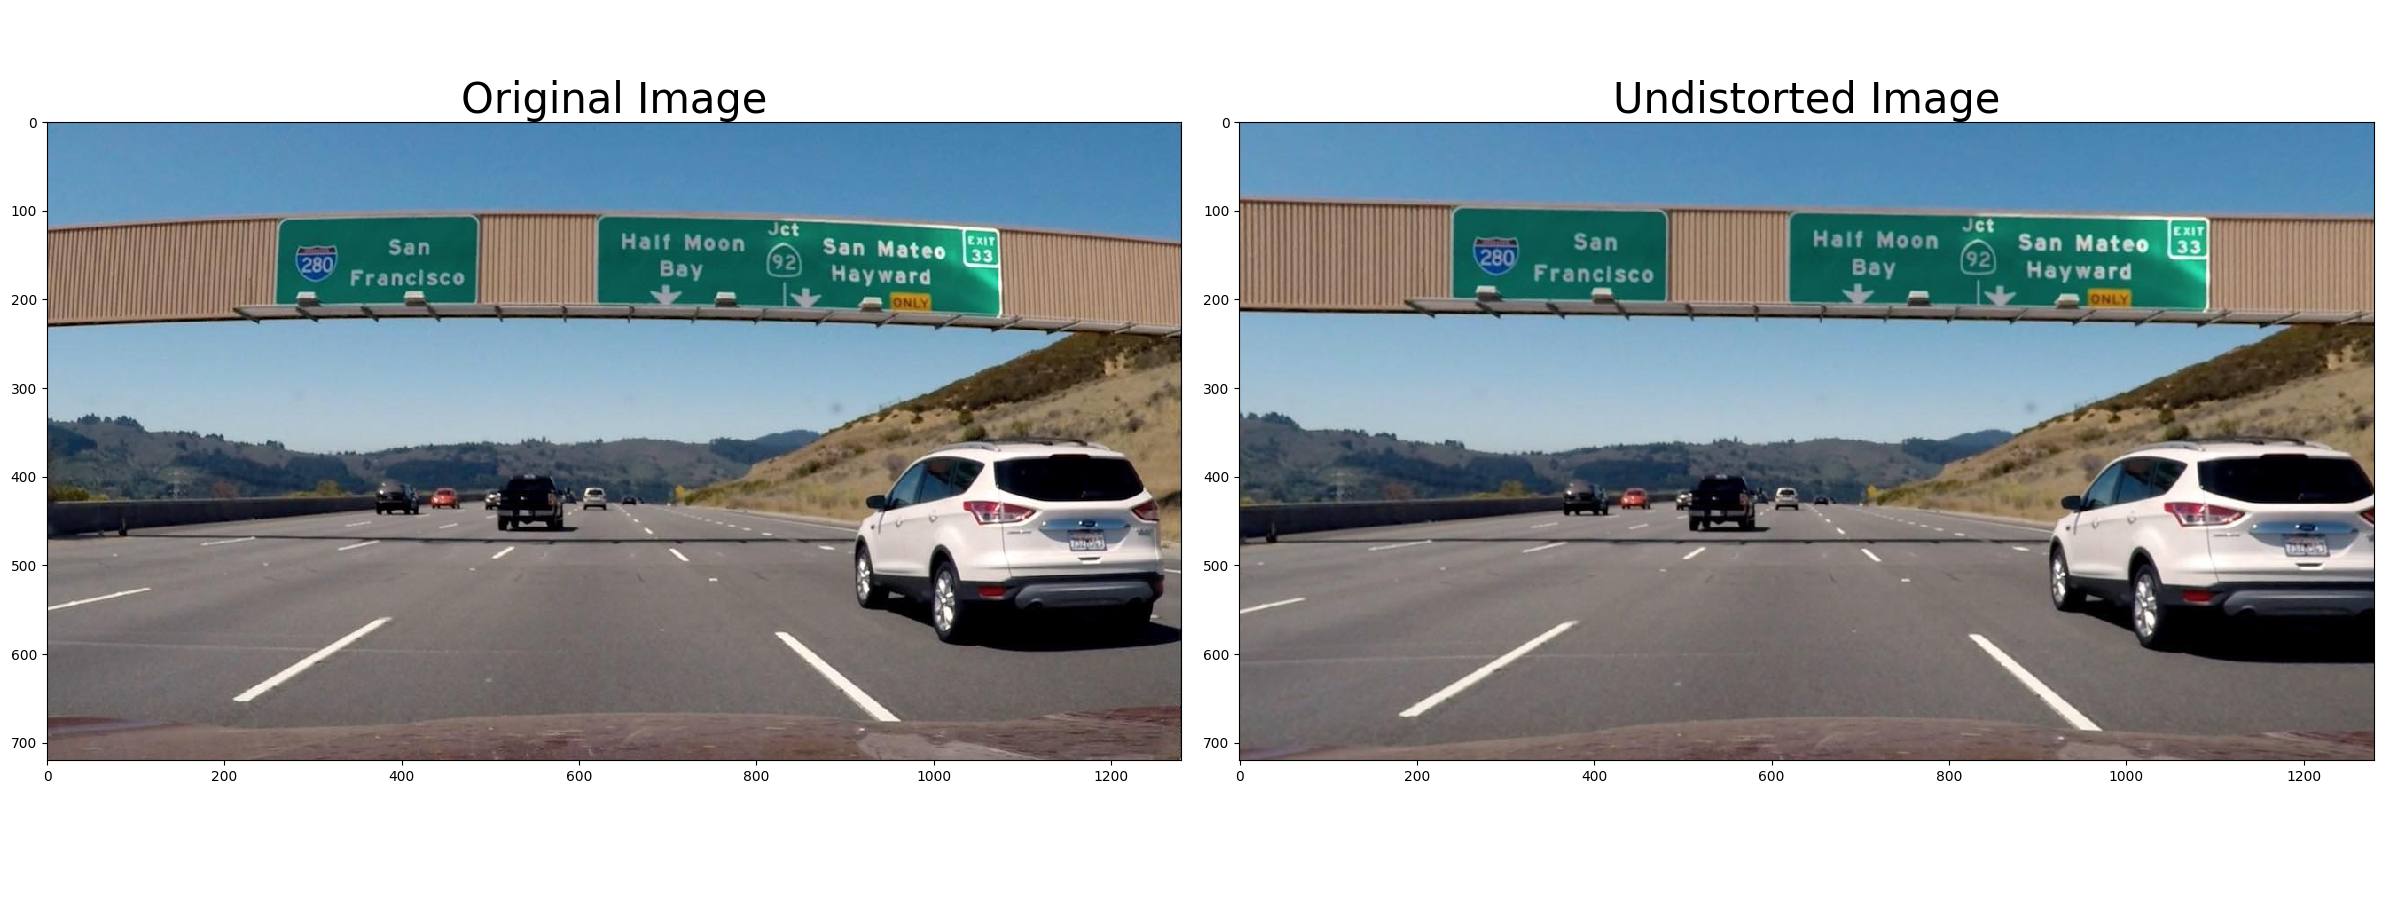 Original Image
Undistorted Image
0
100
200
300
400
500
600
700
0
200
400
600
800
1000
1200
280
San
Francisco
Half Moon
Bay
Jct
92
San Mateo
Hayward
EXIT
33
ONLY
0
100
200
300
400
500
600
700
0
200
400
600
800
1000
1200
280
San
Francisco
Half Moon
Bay
Jct
92
San Mateo
Hayward
EXIT
33
ONLY